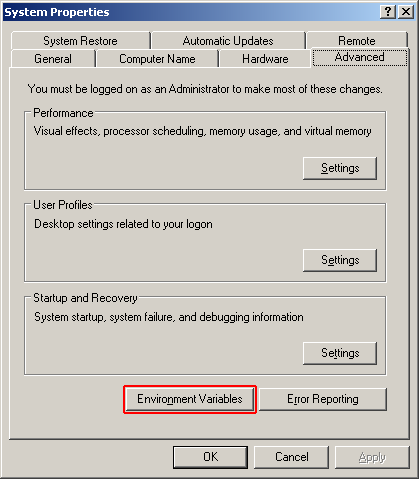 System Properties
System Restore
Automatic Updates
Remote
General
Computer Name
Hardware
Advanced
You must be logged on as an Administrator to make most of these changes.
Performance
Visual effects, processor scheduling, memory usage, and virtual memory
Settings
User Profiles
Desktop settings related to your logon
Settings
Startup and Recovery
System startup, system failure, and debugging information
Settings
Environment Variables
Error Reporting
OK
Cancel
Apply